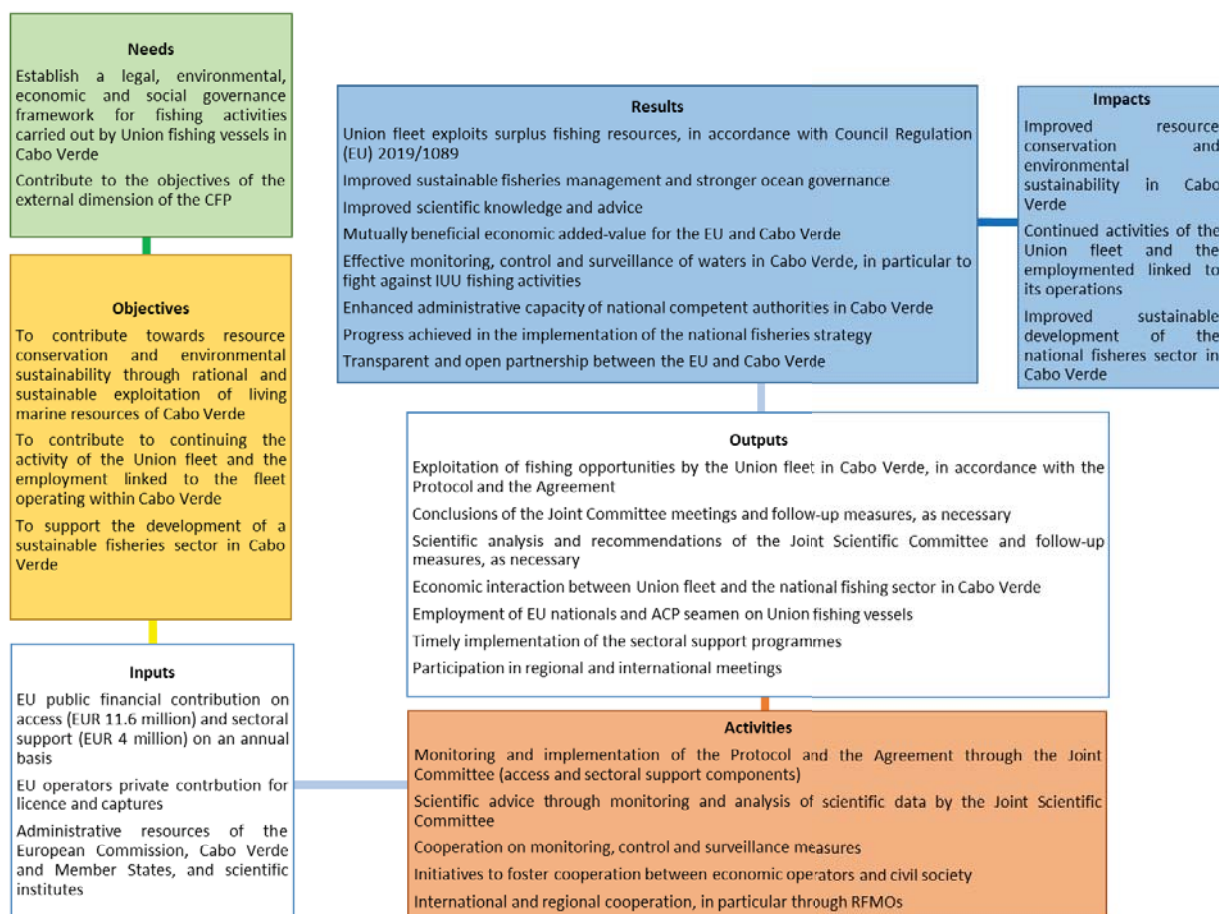 Needs
Establish a legal, environmental,
economic and social governance
framework for fishing activities
carried out by Union fishing vessels in
Cabo Verde
Contribute to the objectives of the
external dimension of the CFP
Objectives
To contribute towards resource
conservation and environmental
sustainability through rational and
sustainable exploitation of living
marine resources of Cabo Verde
To contribute to continuing the
activity of the Union fleet and the
employment linked to the fleet
operating within Cabo Verde
To support the development of a
sustainable fisheries sector in Cabo
Verde
Inputs
EU public financial contribution on
access (EUR 11.6 million) and sectoral
support (EUR 4 million) on an annual
basis
EU operators private contrbution for
licence and captures
Administrative resources of the
European Commission, Cabo Verde
and Member States, and scientific
institutes
Results
Union fleet exploits surplus fishing resources, in accordance with Council Regulation
(EU) 2019/1089
Improved sustainable fisheries management and stronger ocean governance
Improved scientific knowledge and advice
Mutually beneficial economic added-value for the EU and Cabo Verde
Effective monitoring, control and surveillance of waters in Cabo Verde, in particular to
fight against IUU fishing activities
Enhanced administrative capacity of national competent authorities in Cabo Verde
Progress achieved in the implementation of the national fisheries strategy
Transparent and open partnership between the EU and Cabo Verde
Impacts
Improved resource
conservation and
environmental
sustainability in Cabo
Verde
Continued activities of the
Union fleet and the
employmented linked to
its operations
Improved sustainable
development of the
national fisheres sector in
Cabo Verde
Outputs
Exploitation of fishing opportunities by the Union fleet in Cabo Verde, in accordance with the
Protocol and the Agreement
Conclusions of the Joint Committee meetings and follow-up measures, as necessary
Scientific analysis and recommendations of the Joint Scientific Committee and follow-up
measures, as necessary
Economic interaction between Union fleet and the national fishing sector in Cabo Verde
Employment of EU nationals and ACP seamen on Union fishing vessels
Timely implementation of the sectoral support programmes
Participation in regional and international meetings
Activities
Monitoring and implementation of the Protocol and the Agreement through the Joint
Committee (access and sectoral support components)
Scientific advice through monitoring and analysis of scientific data by the Joint Scientific
Committee
Cooperation on monitoring, control and surveillance measures
Initiatives to foster cooperation between economic operators and civil society
International and regional cooperation, in particular through RFMOs